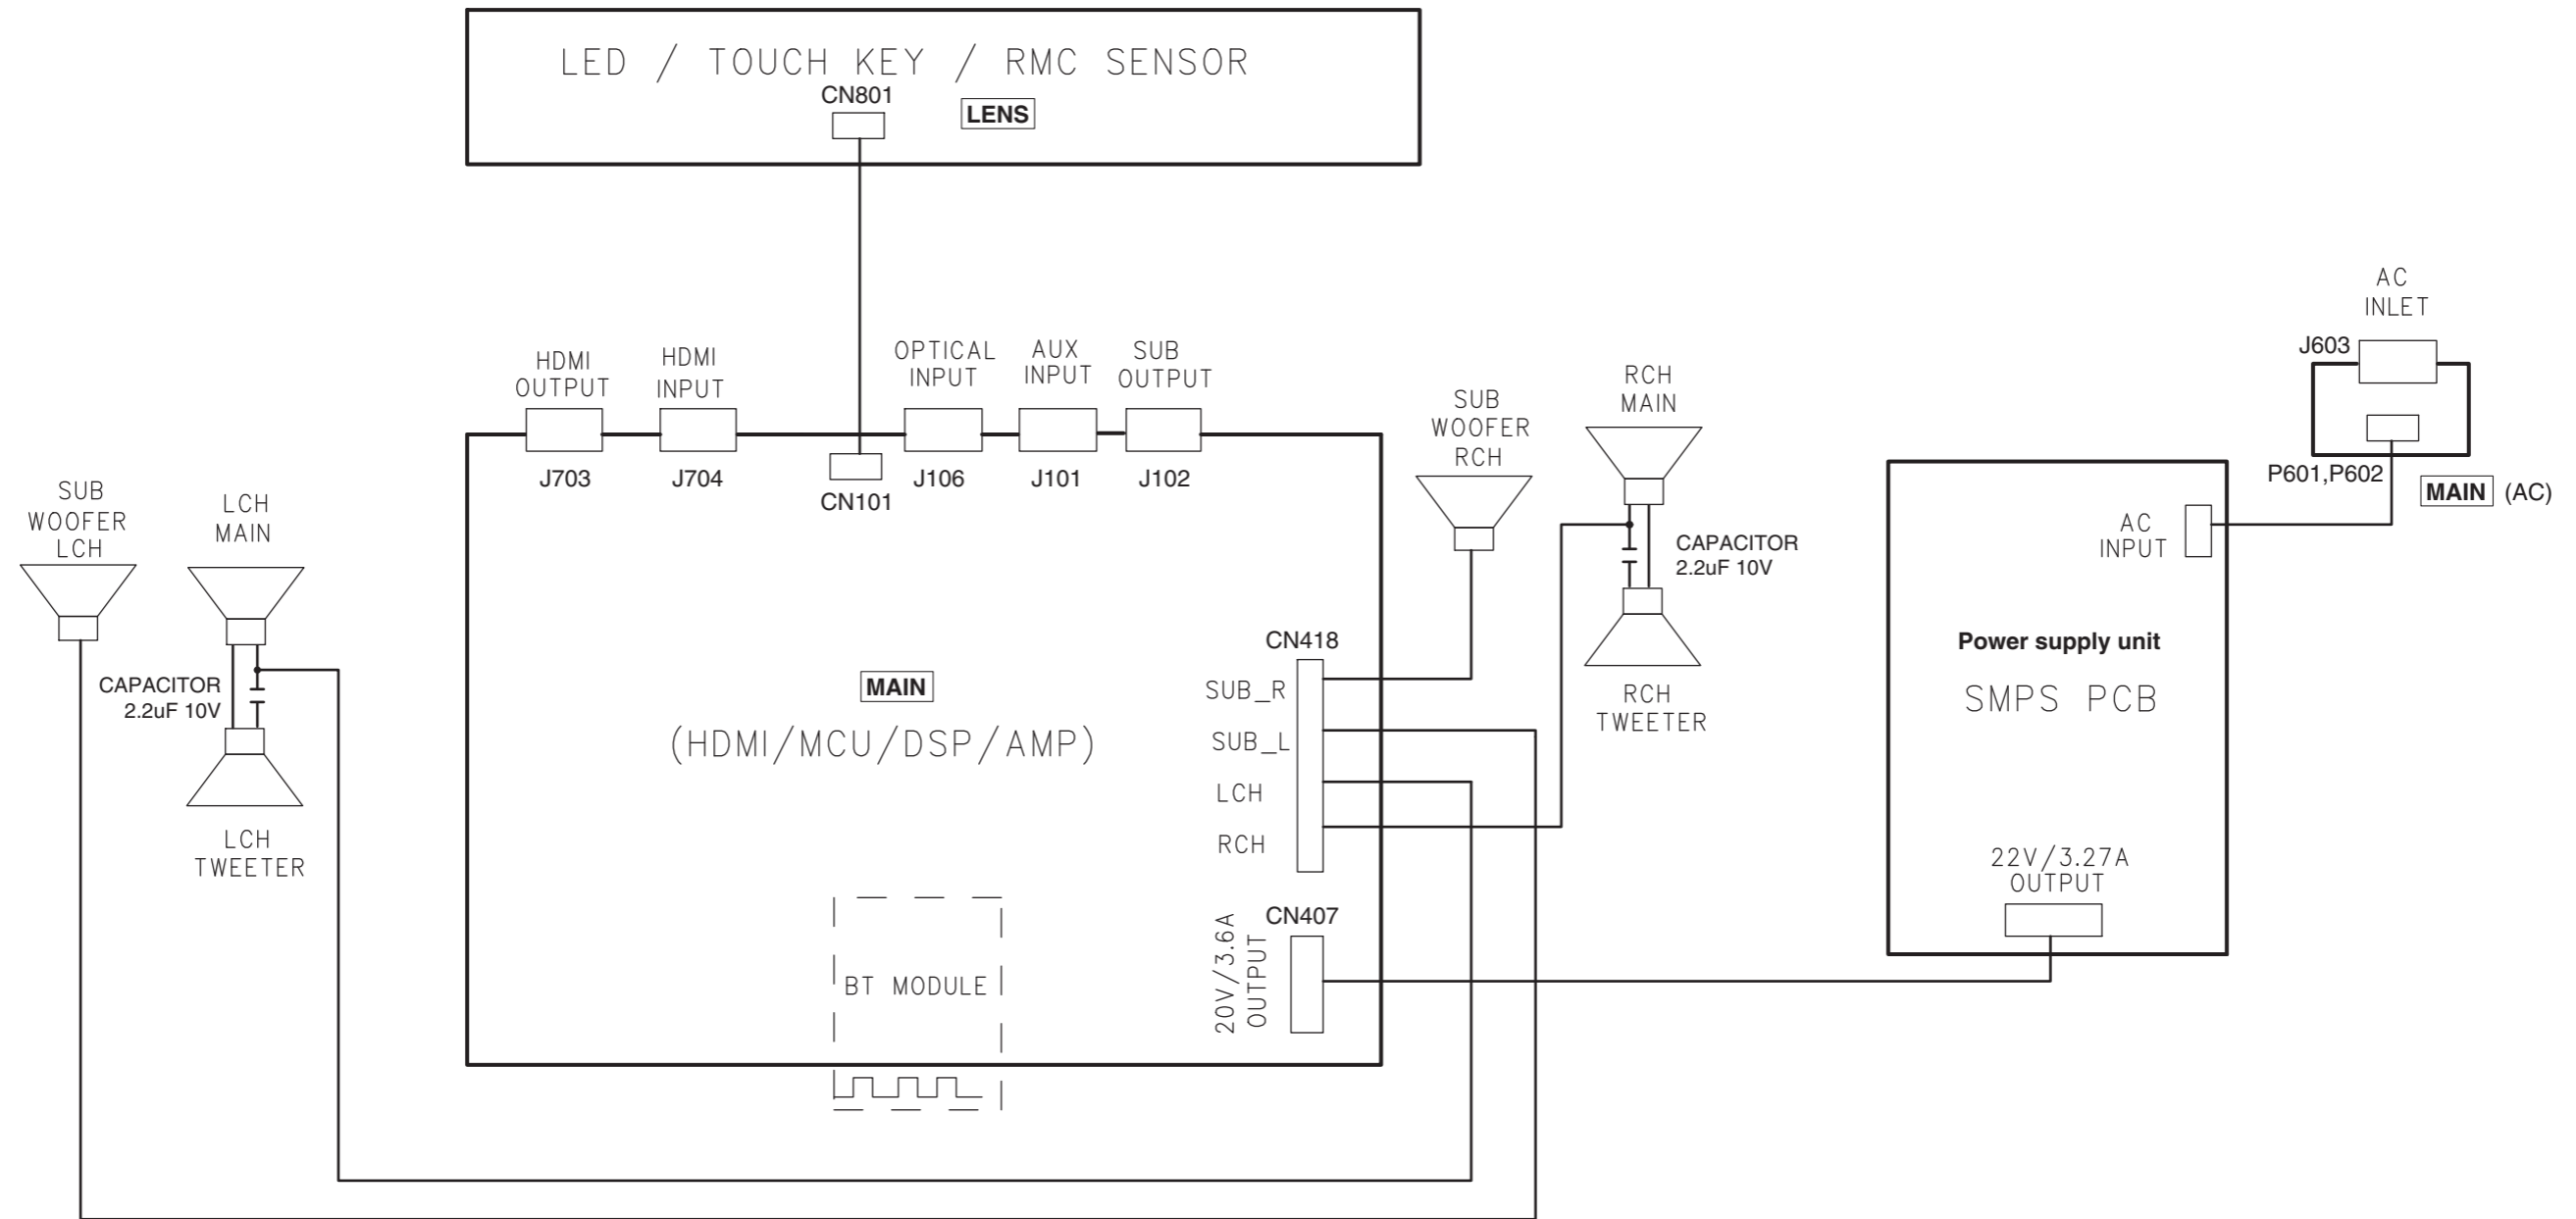 LED / TOUCH KEY / RMC SENSOR
CN801
LENS
AC
INLET
J603
P601,P602
MAIN (AC)
HDMI
OUTPUT
HDMI
INPUT
OPTICAL
INPUT
AUX
INPUT
SUB
OUTPUT
J703
J704
CN101
J106
J101
J102
SUB
WOOFER
RCH
RCH
MAIN
CAPACITOR
2.2uF 10V
RCH
TWEETER
SUB
WOOFER
LCH
LCH
MAIN
CAPACITOR
2.2uF 10V
LCH
TWEETER
MAIN
(HDMI/MCU/DSP/AMP)
CN418
SUB_R
SUB_L
LCH
RCH
CN407
20V/3.6A
OUTPUT
BT MODULE
AC
INPUT
Power supply unit
SMPS PCB
22V/3.27A
OUTPUT